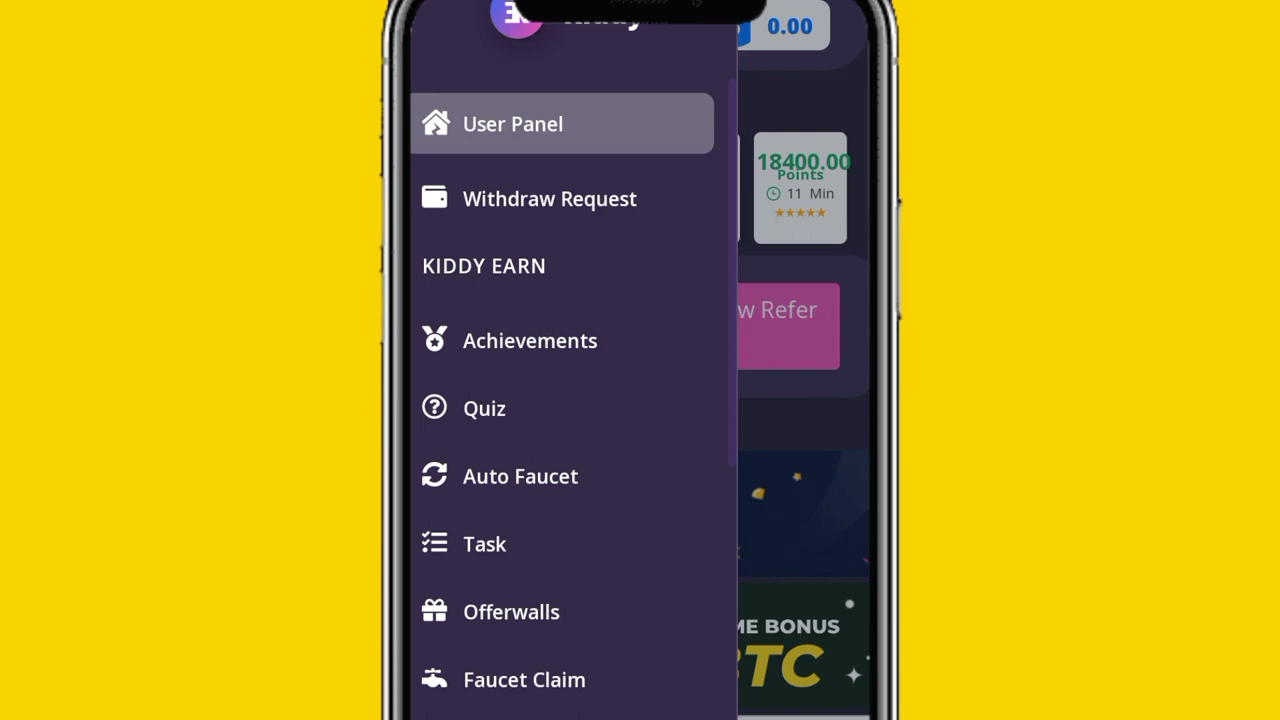 0.00
User Panel
Withdraw Request
KIDDY EARN
Achievements
Quiz
Auto Faucet
Task
Offerwalls
Faucet Claim
18400.00
Points
11 Min
w Refer
ME BONUS
BTC